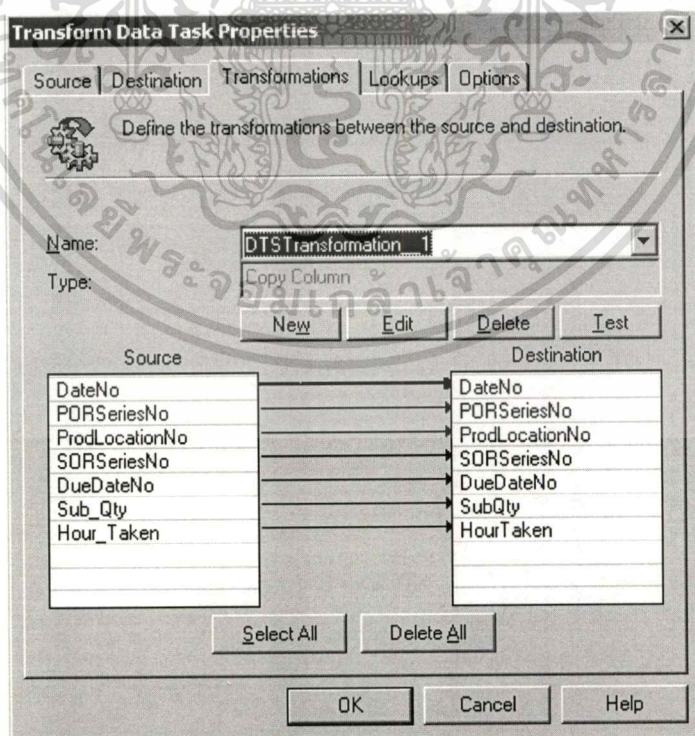 Transform Data Task Properties
Source Destination Transformations Lookups Options
Define the transformations between the source and destination.
Name: DTSTransformation__1
Type: Copy Column
New Edit Delete Test
Source Destination
DateNo DateNo
PORSeriesNo PORSeriesNo
ProdLocationNo ProdLocationNo
SORSeriesNo SORSeriesNo
DueDateNo DueDateNo
Sub_Qty SubQty
Hour_Taken HourTaken
Select All Delete All
OK Cancel Help